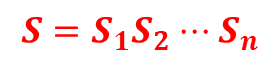 S = S₁S₂ ⋯ Sₙ